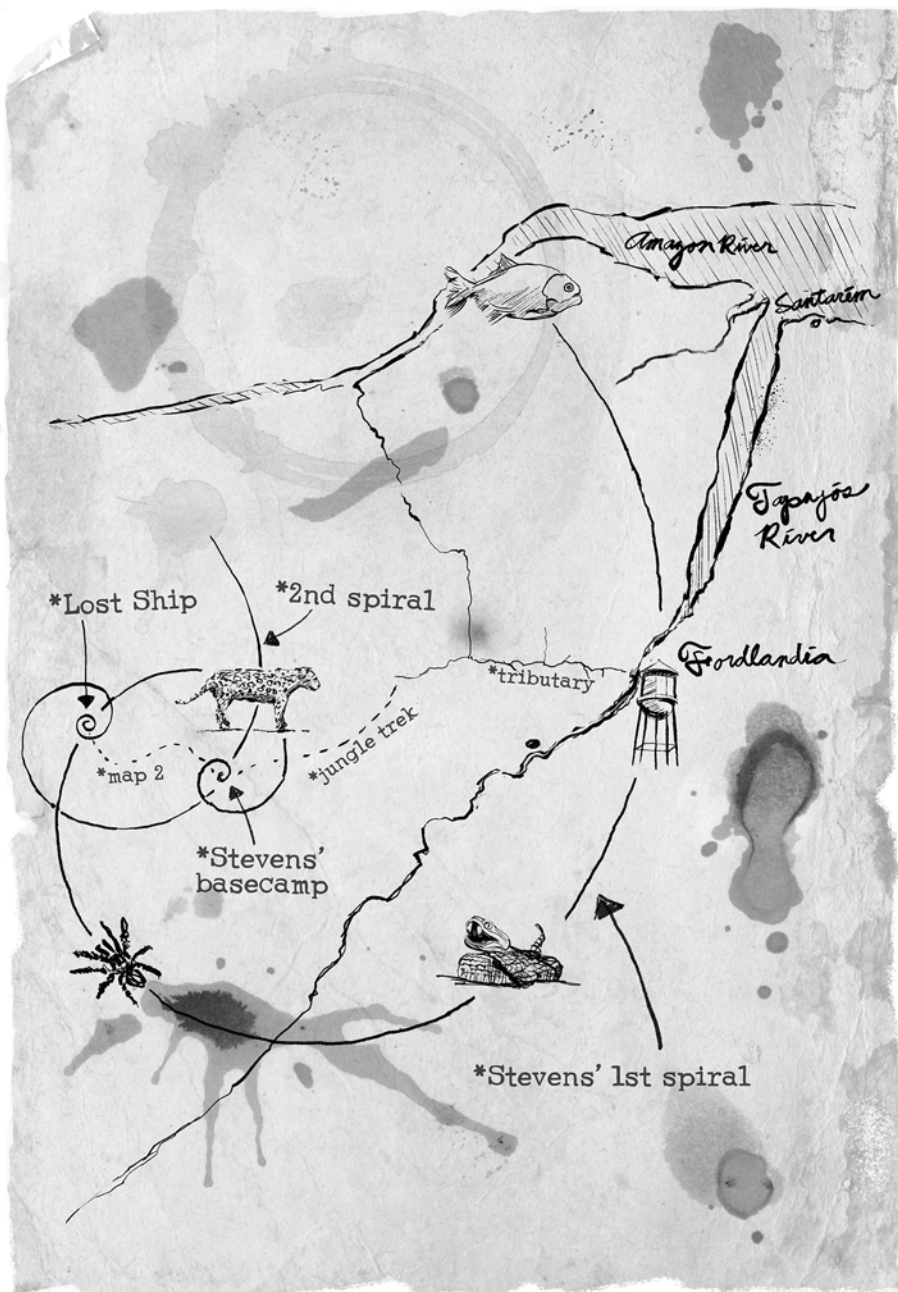 Amazon River
Santarém
Tapajós
River
*Lost Ship
*2nd spiral
Fordlandia
*tributary
*jungle trek
*map 2
*Stevens'
basecamp
*Stevens' 1st spiral